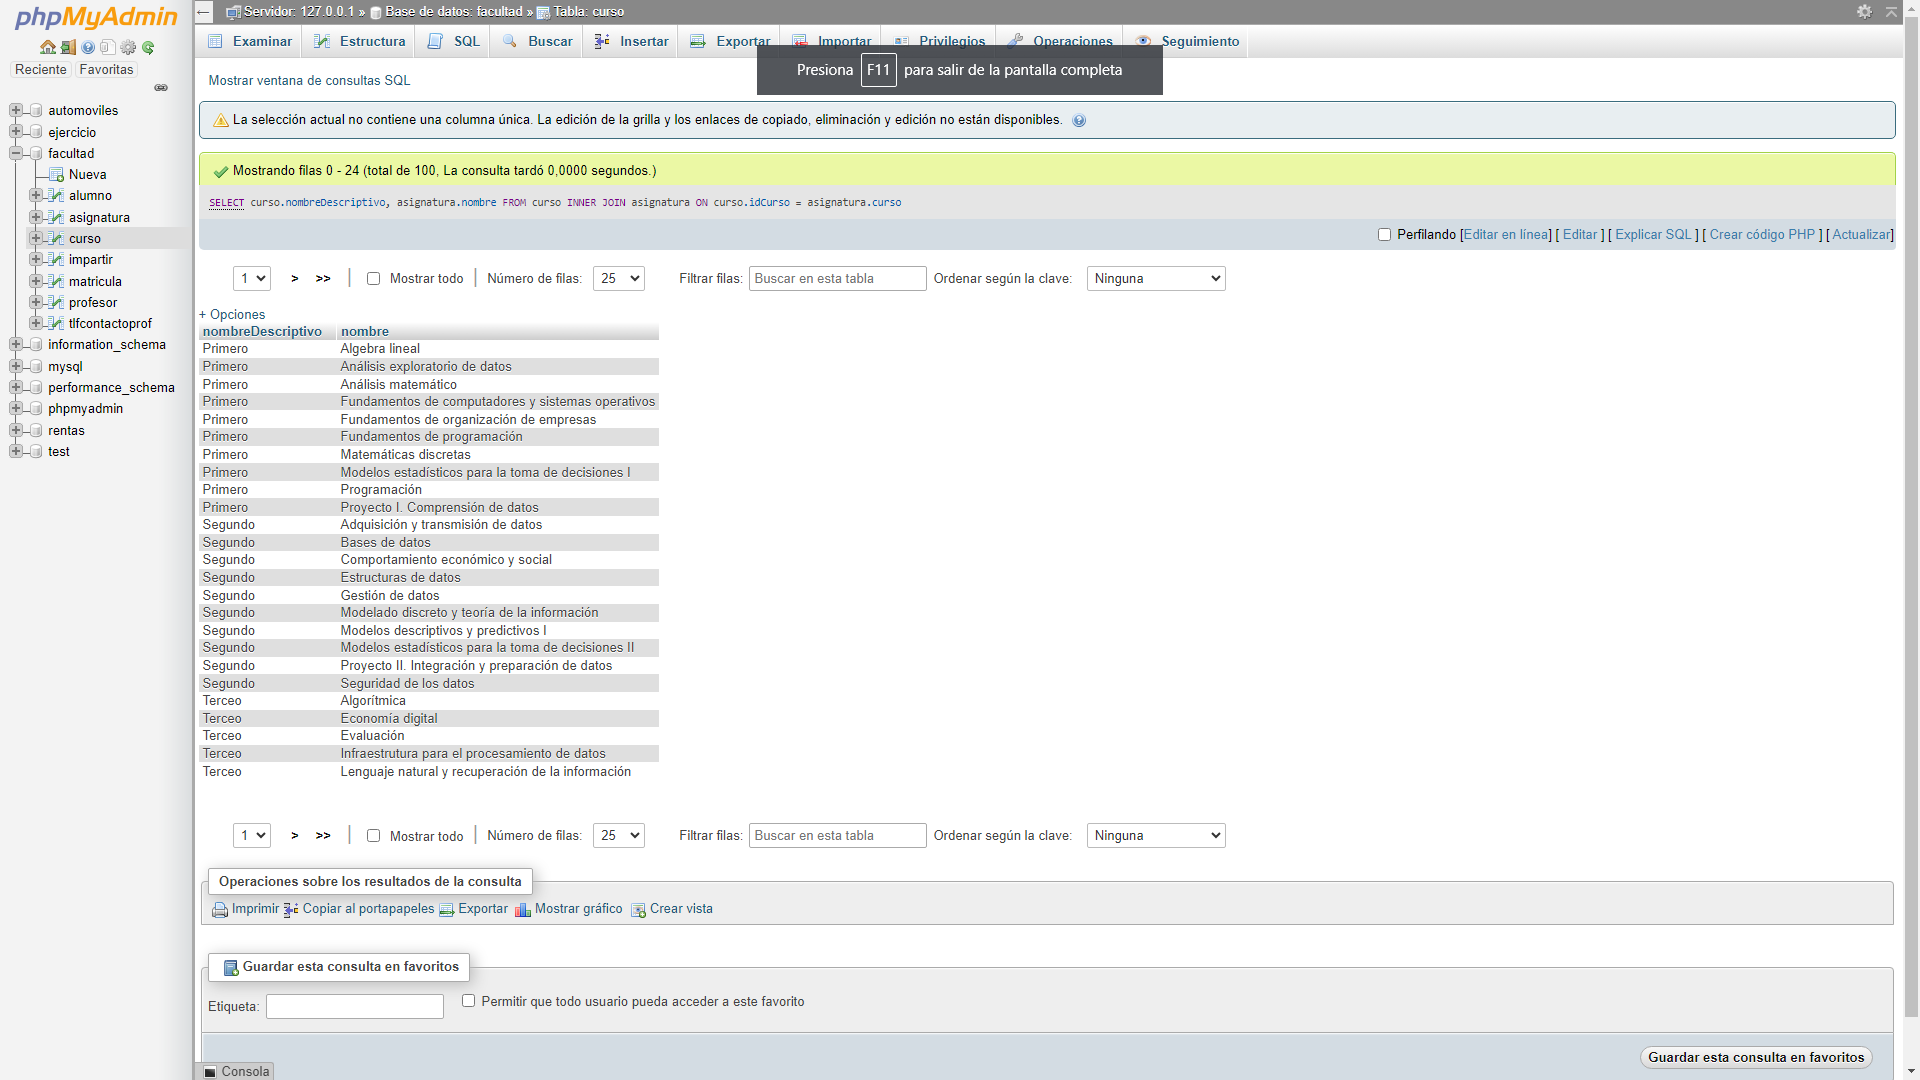 phpMyAdmin
Reciente Favoritas
automoviles
ejercicio
facultad
Nueva
alumno
asignatura
curso
impartir
matricula
profesor
tlfcontactoprof
information_schema
mysql
performance_schema
phpmyadmin
rentas
test
Servidor: 127.0.0.1 » Base de datos: facultad » Tabla: curso
Examinar Estructura SQL Buscar Insertar Exportar Importar Privilegios Operaciones Seguimiento
Presiona F11 para salir de la pantalla completa
Mostrar ventana de consultas SQL
La selección actual no contiene una columna única. La edición de la grilla y los enlaces de copiado, eliminación y edición no están disponibles.
Mostrando filas 0 - 24 (total de 100, La consulta tardó 0,0000 segundos.)
SELECT curso.nombreDescriptivo, asignatura.nombre FROM curso INNER JOIN asignatura ON curso.idCurso = asignatura.curso
Perfilando [Editar en línea] [ Editar ] [ Explicar SQL ] [ Crear código PHP ] [ Actualizar]
1 > >> | Mostrar todo | Número de filas: 25 Filtrar filas: Buscar en esta tabla Ordenar según la clave: Ninguna
+ Opciones
nombreDescriptivo nombre
Primero Algebra lineal
Primero Análisis exploratorio de datos
Primero Análisis matemático
Primero Fundamentos de computadores y sistemas operativos
Primero Fundamentos de organización de empresas
Primero Fundamentos de programación
Primero Matemáticas discretas
Primero Modelos estadísticos para la toma de decisiones I
Primero Programación
Primero Proyecto I. Comprensión de datos
Segundo Adquisición y transmisión de datos
Segundo Bases de datos
Segundo Comportamiento económico y social
Segundo Estructuras de datos
Segundo Gestión de datos
Segundo Modelado discreto y teoría de la información
Segundo Modelos descriptivos y predictivos I
Segundo Modelos estadísticos para la toma de decisiones II
Segundo Proyecto II. Integración y preparación de datos
Segundo Seguridad de los datos
Terceo Algorítmica
Terceo Economía digital
Terceo Evaluación
Terceo Infraestrutura para el procesamiento de datos
Terceo Lenguaje natural y recuperación de la información
1 > >> | Mostrar todo | Número de filas: 25 Filtrar filas: Buscar en esta tabla Ordenar según la clave: Ninguna
Operaciones sobre los resultados de la consulta
Imprimir Copiar al portapapeles Exportar Mostrar gráfico Crear vista
Guardar esta consulta en favoritos
Etiqueta: Permitir que todo usuario pueda acceder a este favorito
Guardar esta consulta en favoritos
Consola